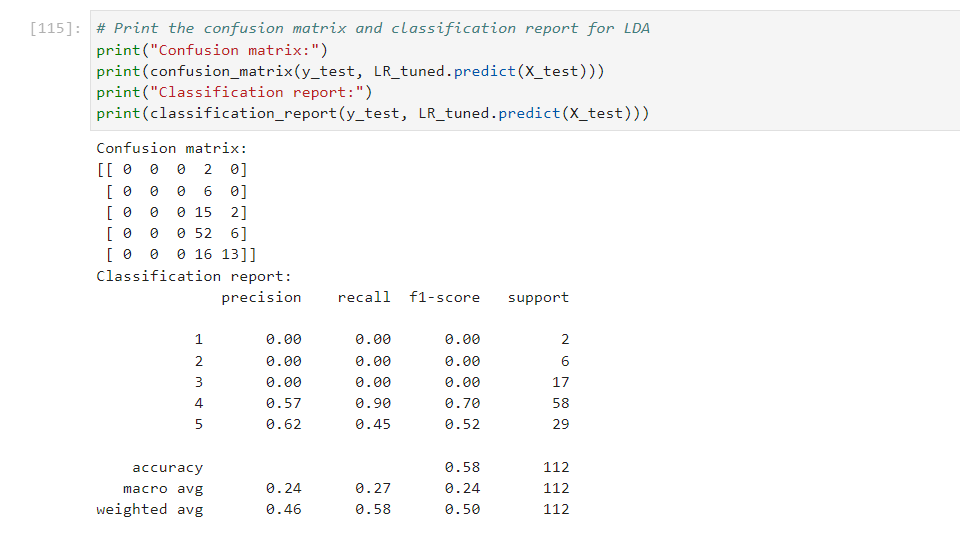 [115]: # Print the confusion matrix and classification report for LDA
print("Confusion matrix:")
print(confusion_matrix(y_test, LR_tuned.predict(X_test)))
print("Classification report:")
print(classification_report(y_test, LR_tuned.predict(X_test)))
Confusion matrix:
[[ 0  0  0  2  0]
 [ 0  0  0  6  0]
 [ 0  0  0 15  2]
 [ 0  0  0 52  6]
 [ 0  0  0 16 13]]
Classification report:
              precision    recall  f1-score   support
           1       0.00      0.00      0.00         2
           2       0.00      0.00      0.00         6
           3       0.00      0.00      0.00        17
           4       0.57      0.90      0.70        58
           5       0.62      0.45      0.52        29
    accuracy                           0.58       112
   macro avg       0.24      0.27      0.24       112
weighted avg       0.46      0.58      0.50       112